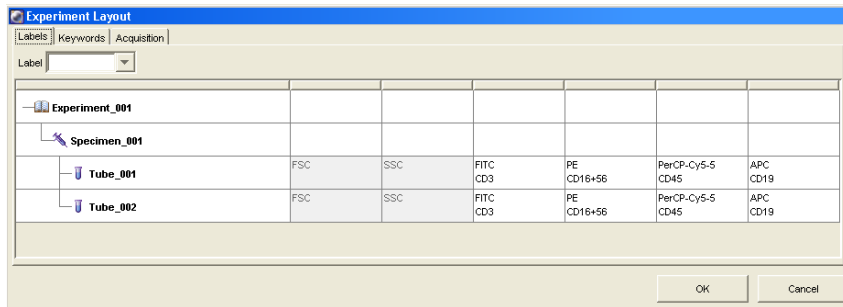 Experiment Layout
Labels Keywords Acquisition
Label
Experiment_001
Specimen_001
Tube_001 FSC SSC FITC PE PerCP-Cy5-5 APC
CD3 CD16+56 CD45 CD19
Tube_002 FSC SSC FITC PE PerCP-Cy5-5 APC
CD3 CD16+56 CD45 CD19
OK Cancel